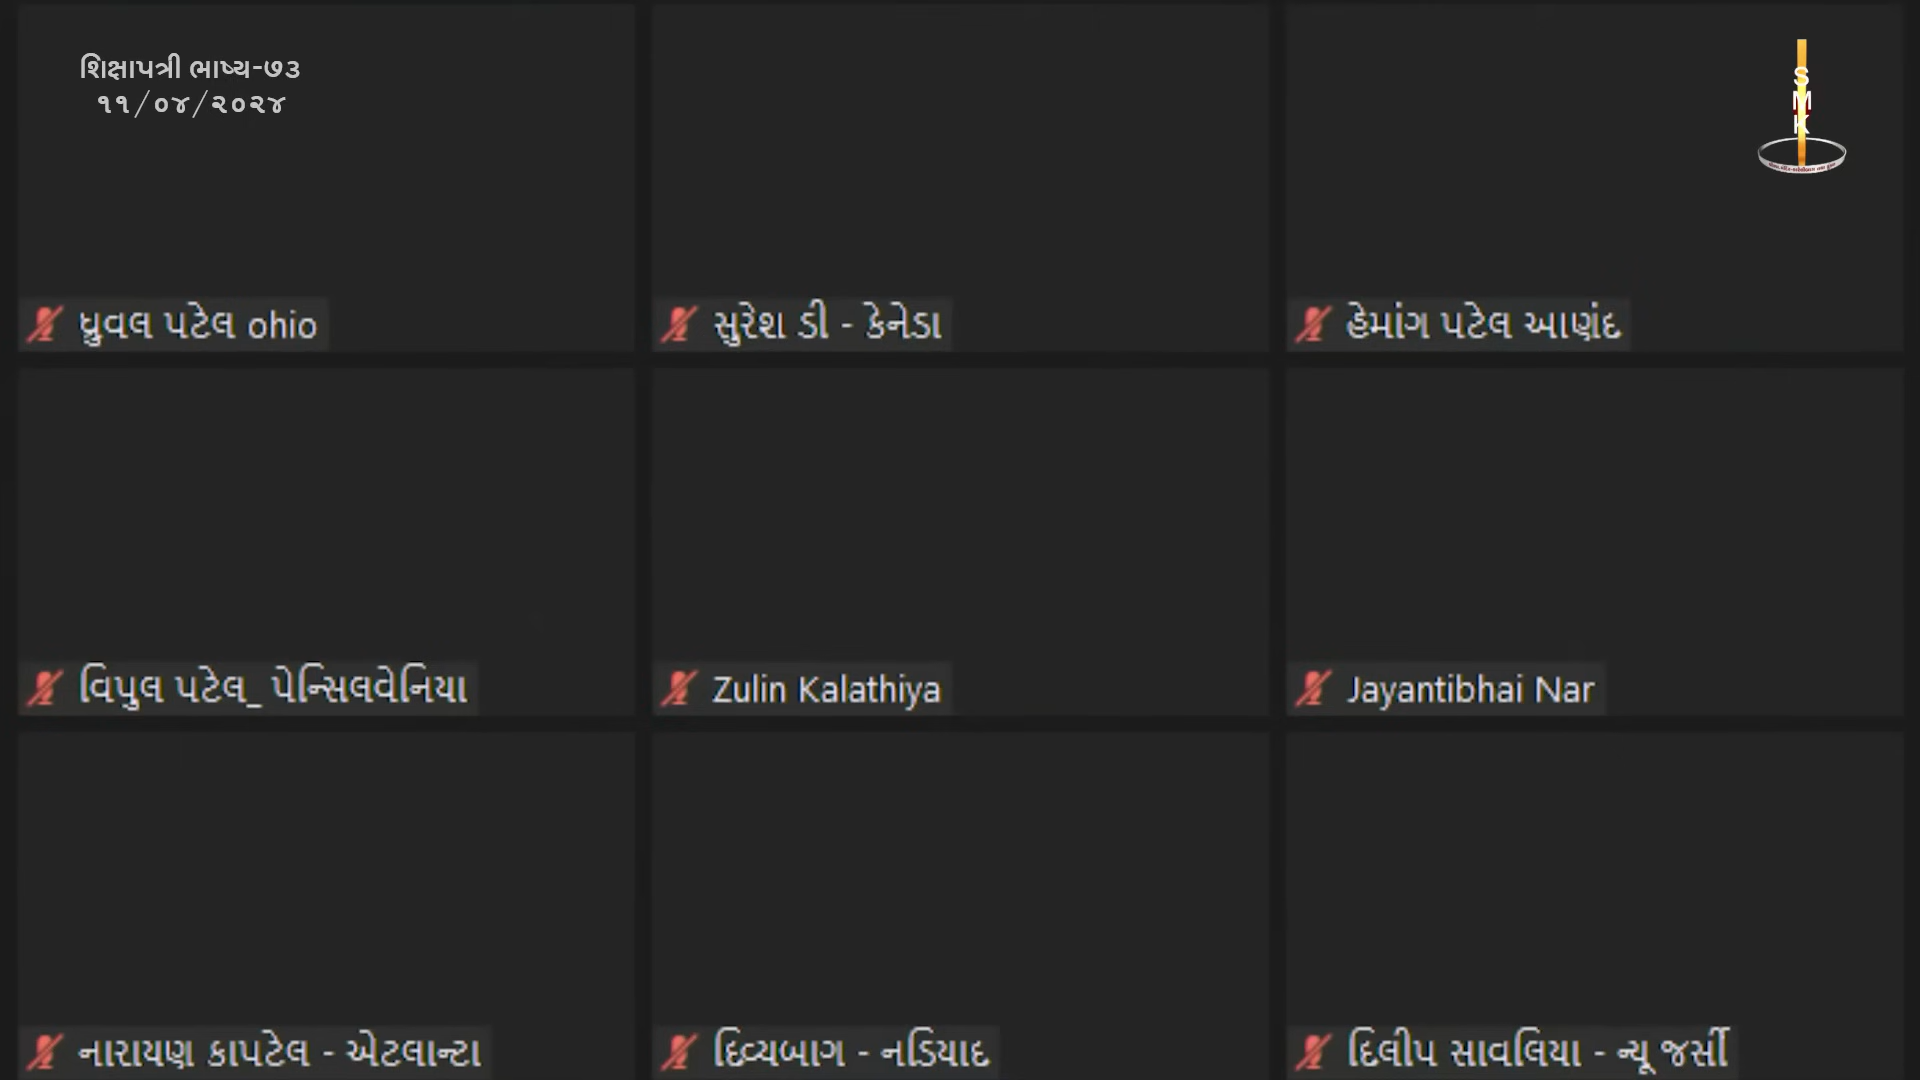 શિક્ષાપત્રી ભાષ્ય-૭૩
૧૧/૦૪/૨૦૨૪
S
M
K
ધ્રુવલ પટેલ ohio
સુરેશ ડી - કેનેડા
હેમાંગ પટેલ આણંદ
વિપુલ પટેલ_ પેન્સિલવેનિયા
Zulin Kalathiya
Jayantibhai Nar
નારાયણ કાપટેલ - એટલાન્ટા
દિવ્યબાગ - નડિયાદ
દિલીપ સાવલિયા - ન્યૂ જર્સી